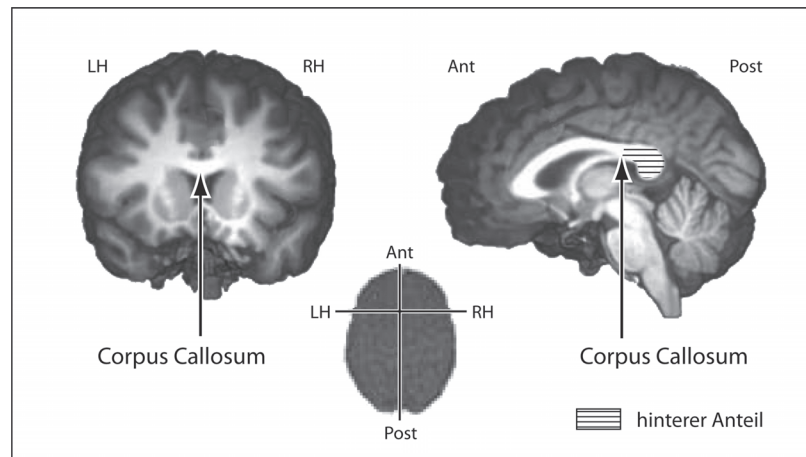 LH
RH
Ant
Post
Ant
LH
RH
Corpus Callosum
Corpus Callosum
Post
hinterer Anteil